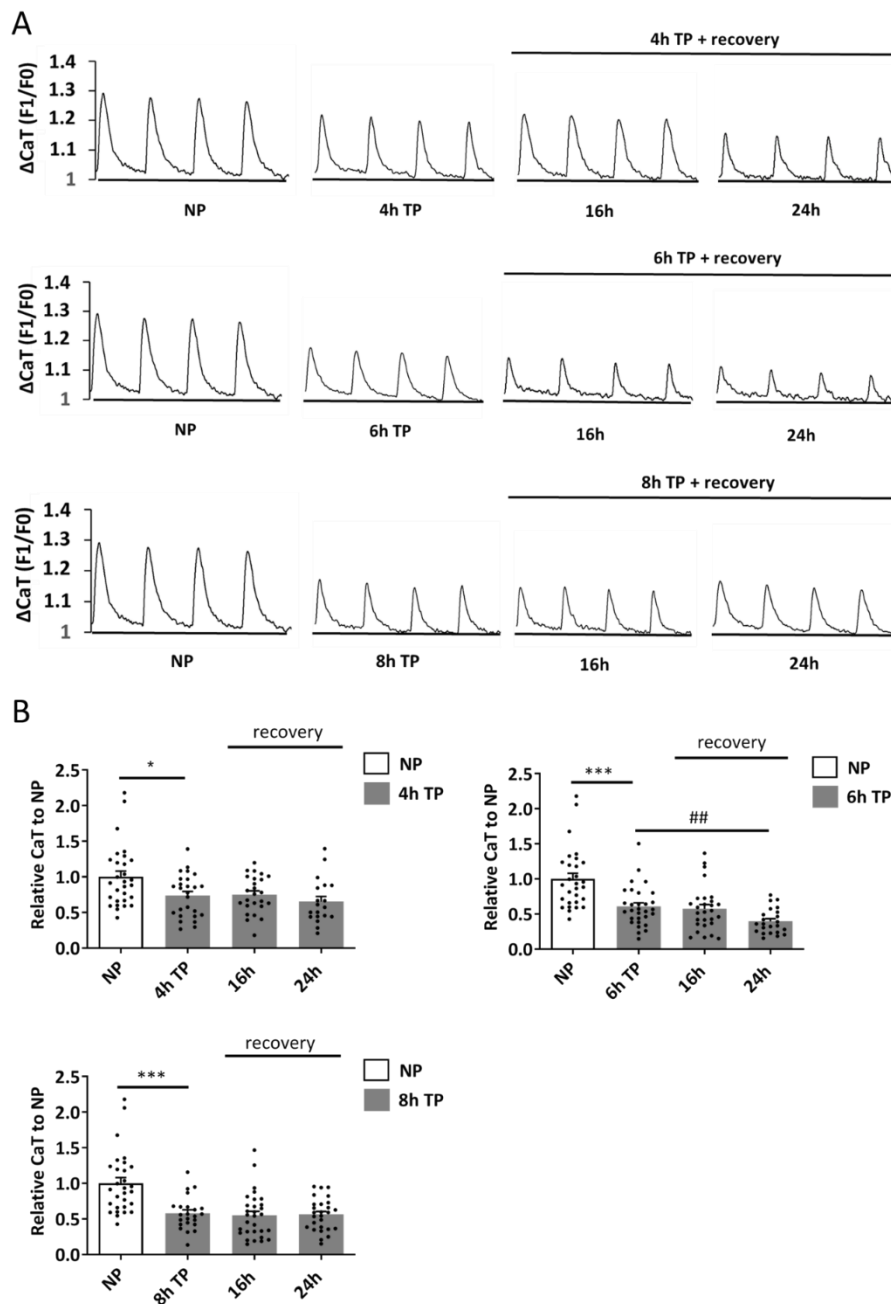 A
4h TP + recovery
ΔCaT (F1/F0)
1.4
1.3
1.2
1.1
1
NP
4h TP
16h
24h
6h TP + recovery
ΔCaT (F1/F0)
1.4
1.3
1.2
1.1
1
NP
6h TP
16h
24h
8h TP + recovery
ΔCaT (F1/F0)
1.4
1.3
1.2
1.1
1
NP
8h TP
16h
24h
B
recovery
*
NP
4h TP
Relative CaT to NP
2.5
2.0
1.5
1.0
0.5
0.0
NP
4h TP
16h
24h
recovery
***
##
NP
6h TP
Relative CaT to NP
2.5
2.0
1.5
1.0
0.5
0.0
NP
6h TP
16h
24h
recovery
***
NP
8h TP
Relative CaT to NP
2.5
2.0
1.5
1.0
0.5
0.0
NP
8h TP
16h
24h